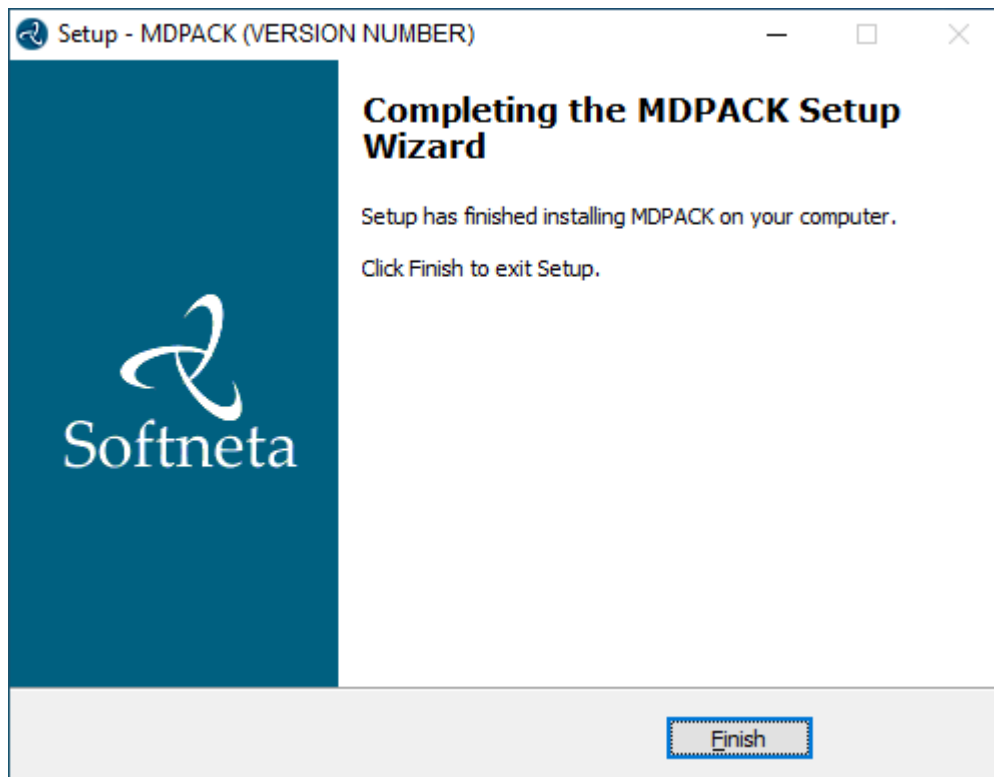 Setup - MDPACK (VERSION NUMBER)
Completing the MDPACK Setup
Wizard
Setup has finished installing MDPACK on your computer.
Click Finish to exit Setup.
Softneta
Finish